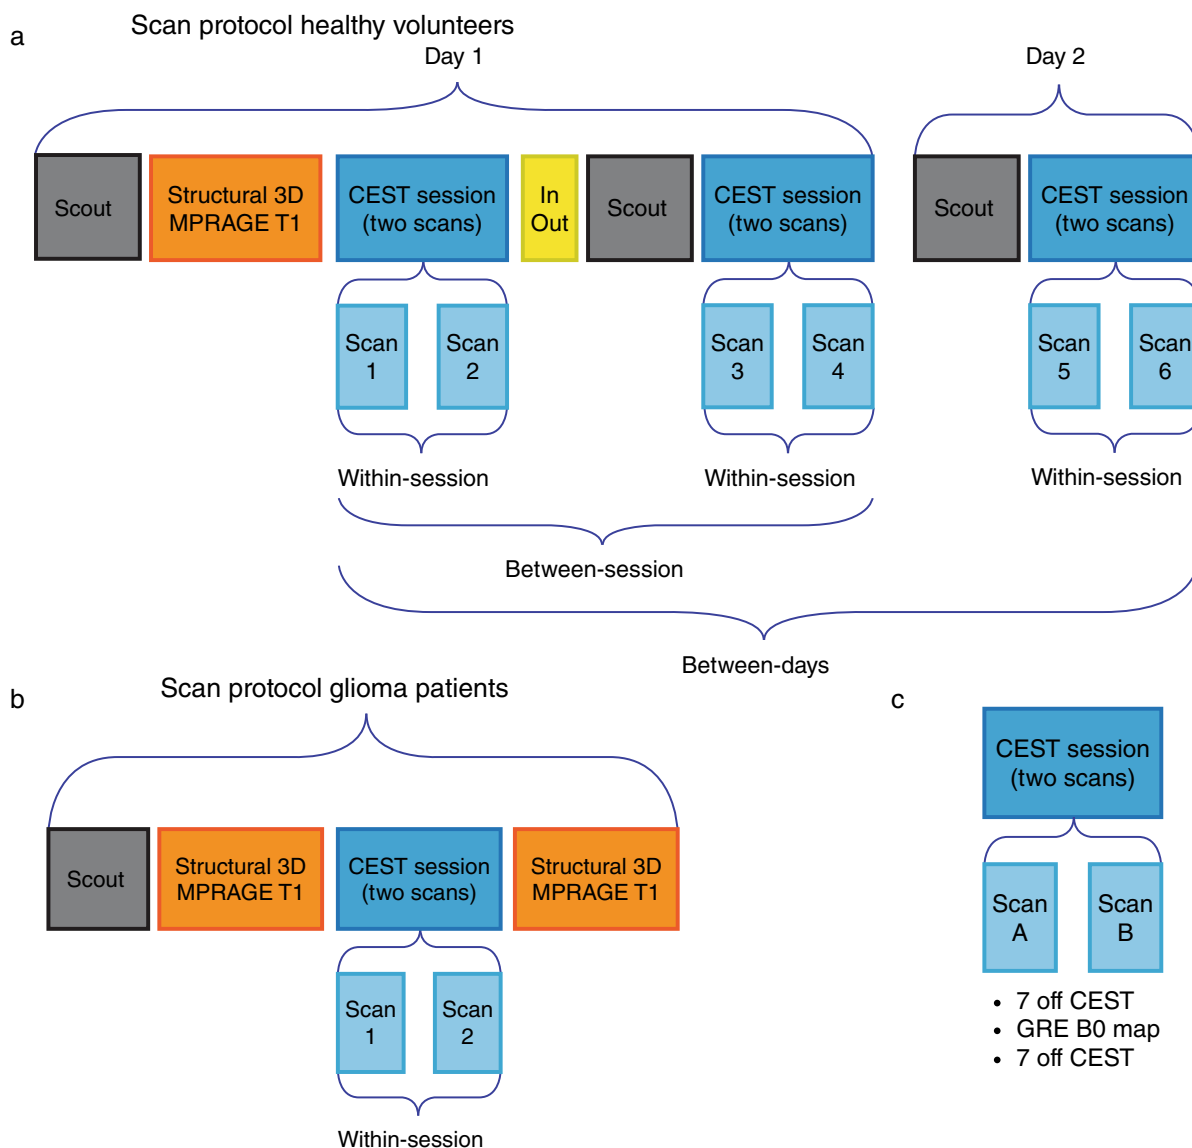 a
Scan protocol healthy volunteers
Day 1
Day 2
Scout
Structural 3D
MPRAGE T1
CEST session
(two scans)
In
Out
Scout
CEST session
(two scans)
Scout
CEST session
(two scans)
Scan
1
Scan
2
Scan
3
Scan
4
Scan
5
Scan
6
Within-session
Within-session
Within-session
Between-session
Between-days
b
Scan protocol glioma patients
Scout
Structural 3D
MPRAGE T1
CEST session
(two scans)
Structural 3D
MPRAGE T1
Scan
1
Scan
2
Within-session
c
CEST session
(two scans)
Scan
A
Scan
B
• 7 off CEST
• GRE B0 map
• 7 off CEST